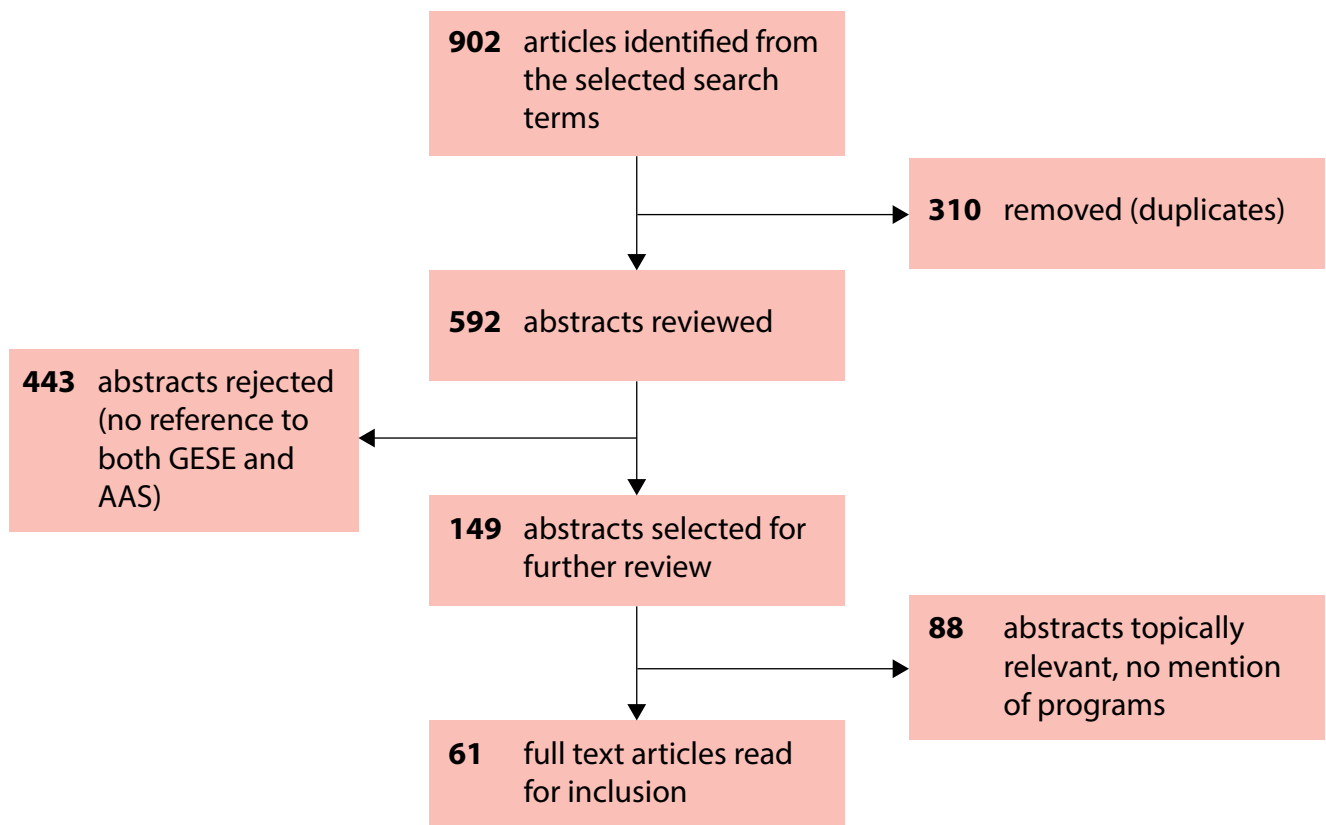 902 articles identified from
the selected search
terms
310 removed (duplicates)
592 abstracts reviewed
443 abstracts rejected
(no reference to
both GESE and
AAS)
149 abstracts selected for
further review
88 abstracts topically
relevant, no mention
of programs
61 full text articles read
for inclusion